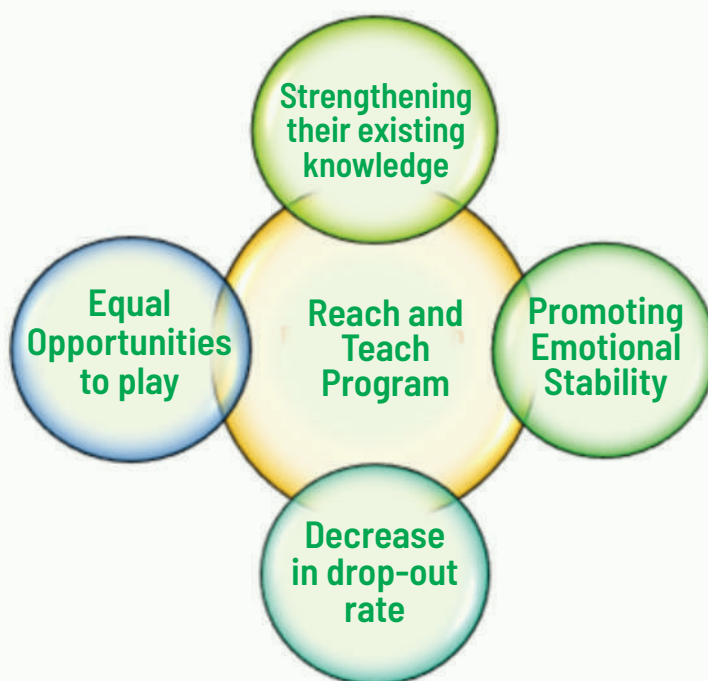 Strengthening
their existing
knowledge
Equal
Opportunities
to play
Reach and
Teach
Program
Promoting
Emotional
Stability
Decrease
in drop-out
rate